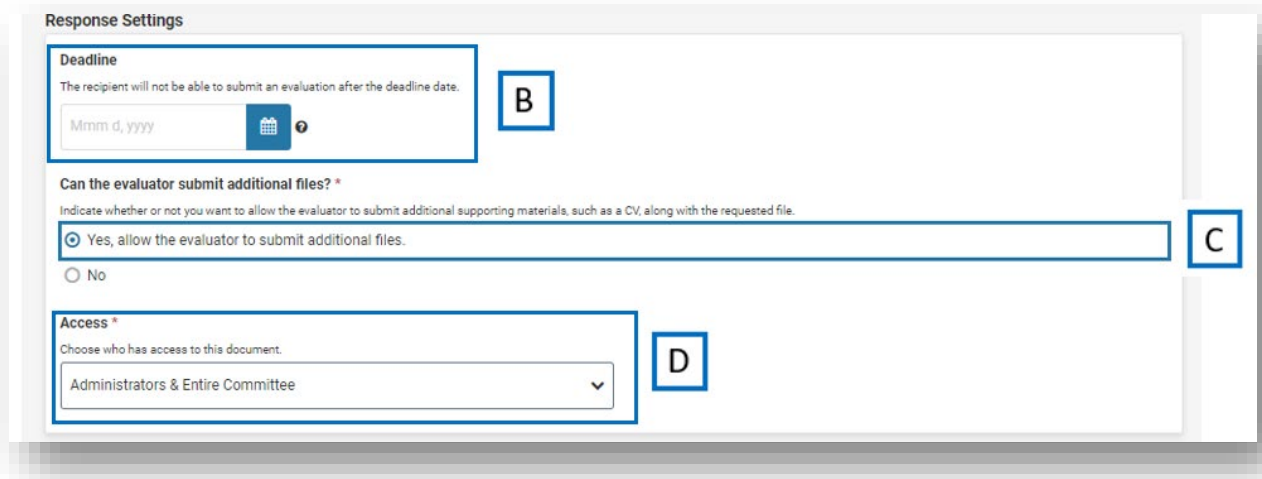 Response Settings
Deadline
The recipient will not be able to submit an evaluation after the deadline date.
B
Mmm d, yyyy
Can the evaluator submit additional files? *
Indicate whether or not you want to allow the evaluator to submit additional supporting materials, such as a CV, along with the requested file.
Yes, allow the evaluator to submit additional files.
C
No
Access *
Choose who has access to this document.
D
Administrators & Entire Committee